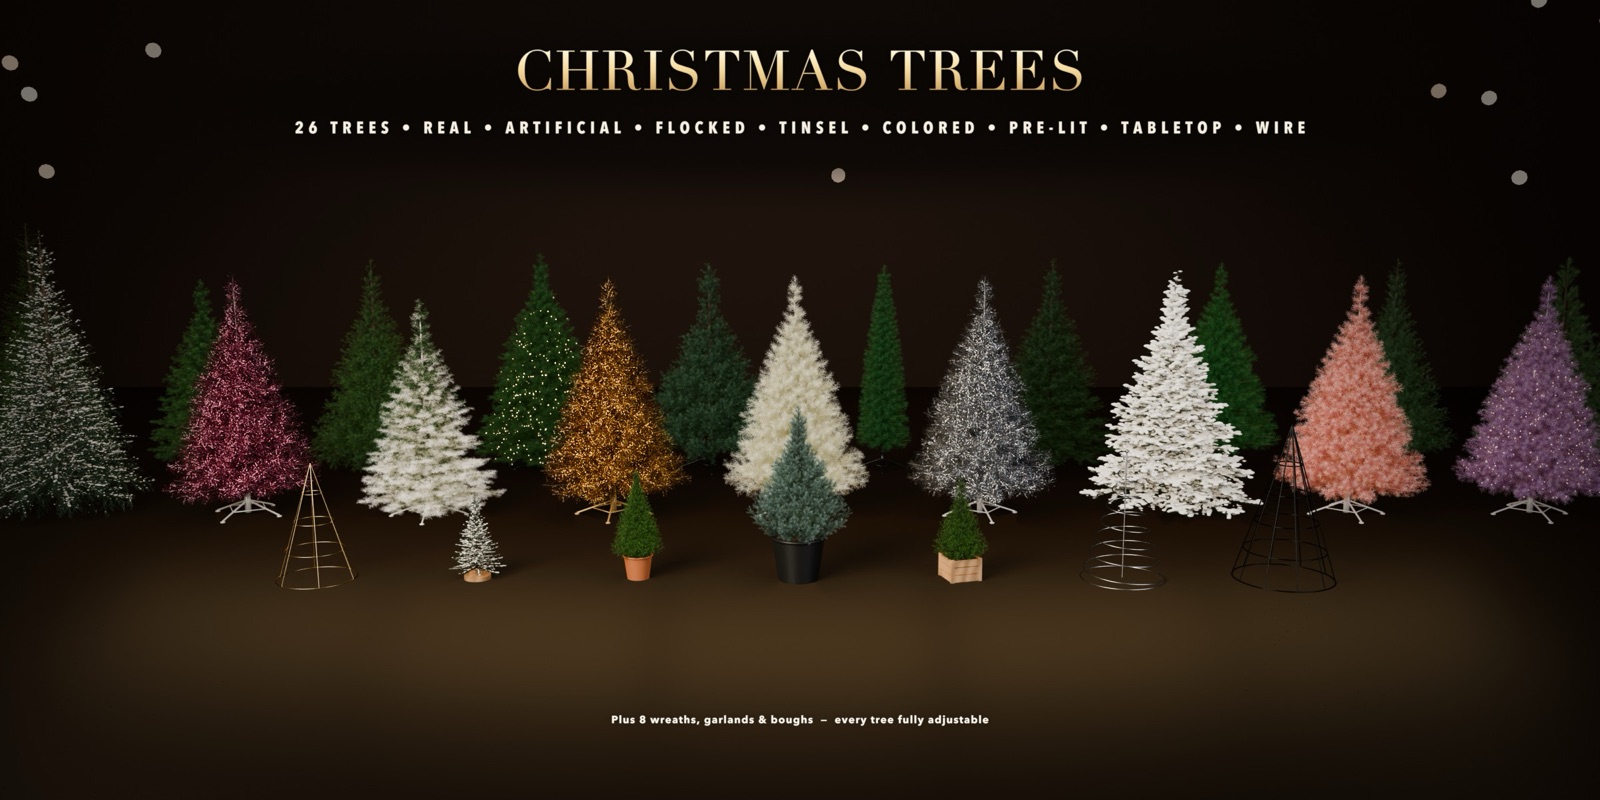 CHRISTMAS TREES
26 TREES • REAL • ARTIFICIAL • FLOCKED • TINSEL • COLORED • PRE-LIT • TABLETOP • WIRE
Plus 8 wreaths, garlands & boughs – every tree fully adjustable